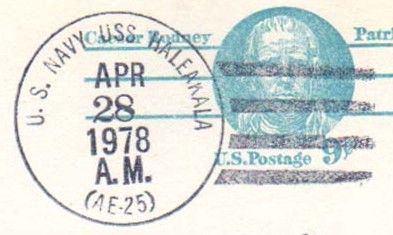 U. S. NAVY USS HALEAKALA
APR
28
1978
A.M.
(AE-25)
Caesar Rodney
Patri
U.S. Postage 9¢